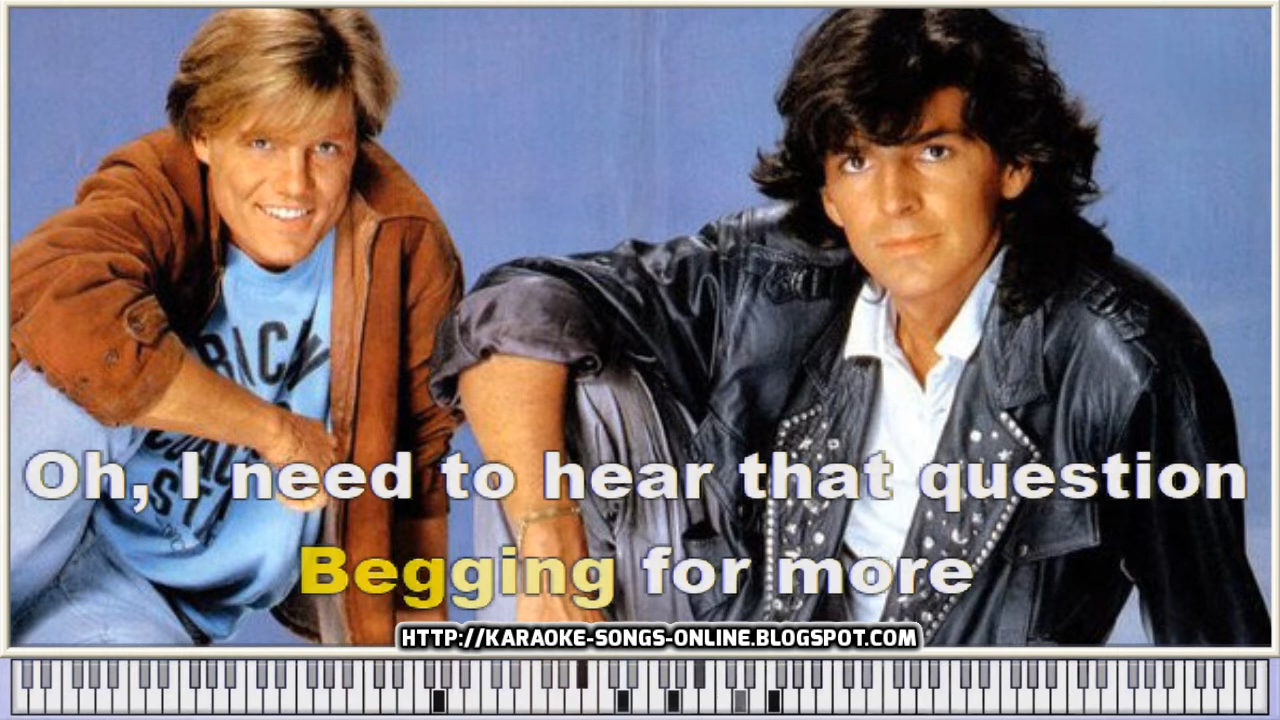 Oh, I need to hear that question
Begging for more
HTTP://KARAOKE-SONGS-ONLINE.BLOGSPOT.COM